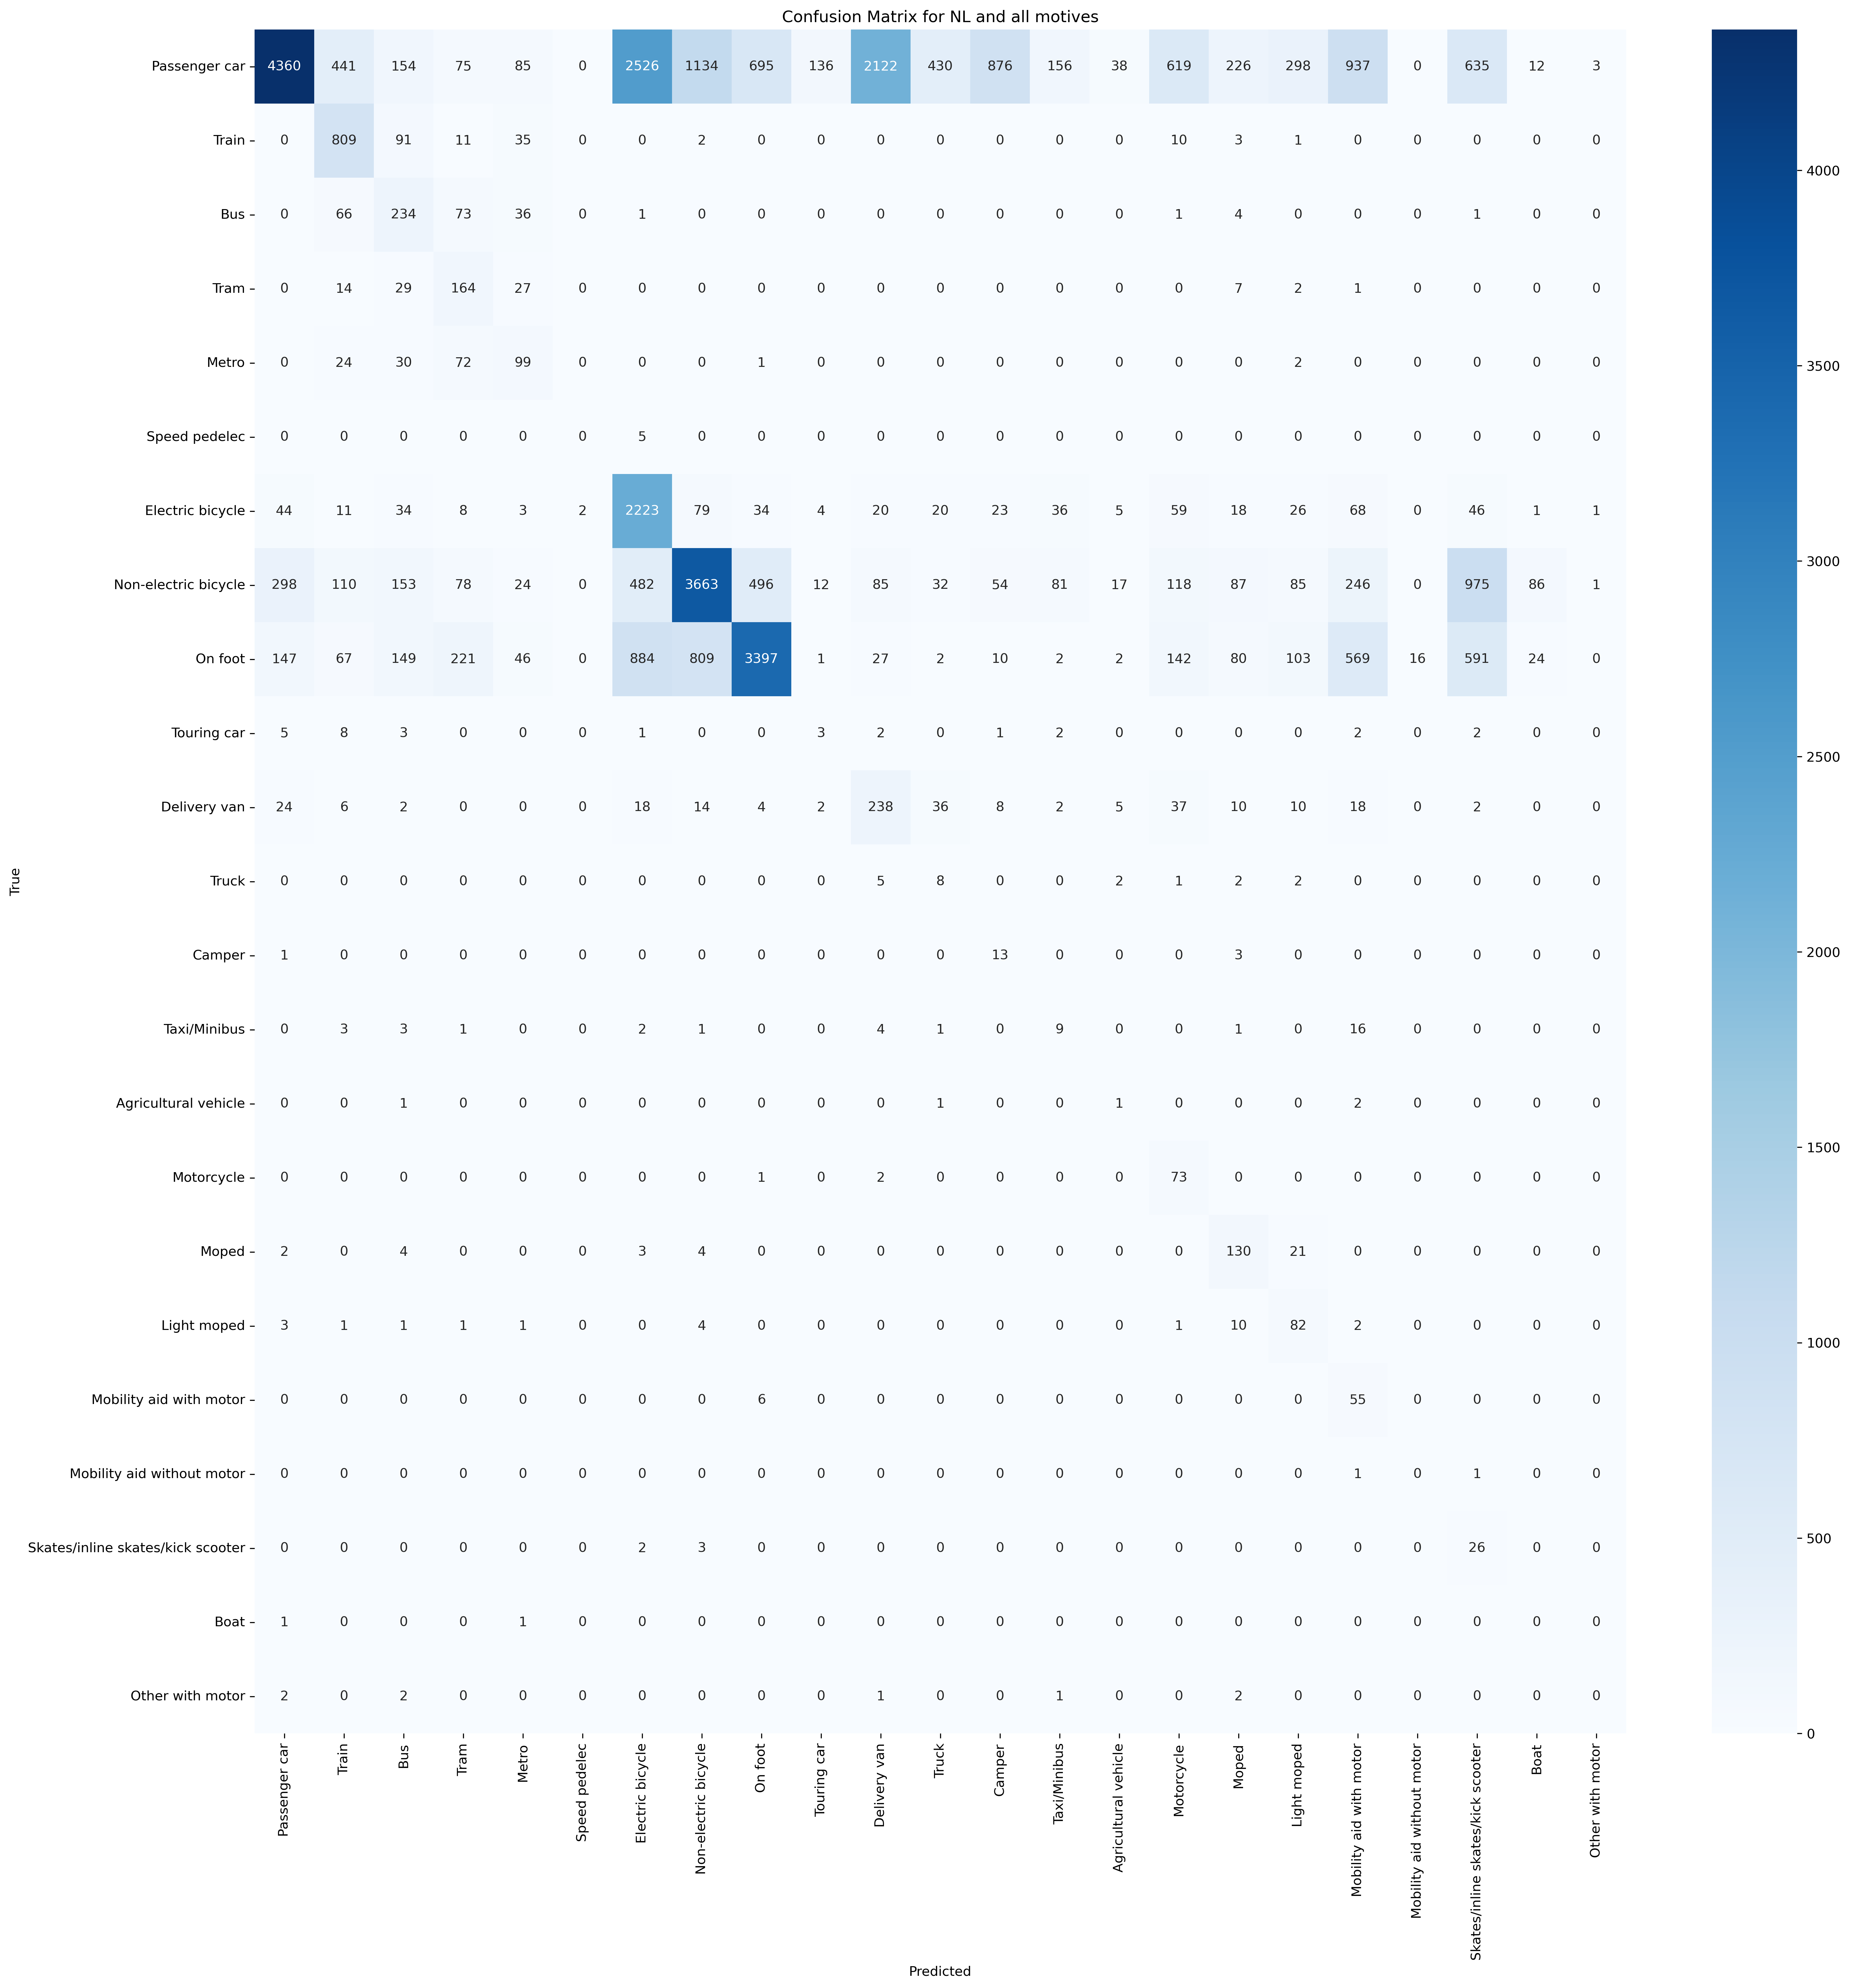 Confusion Matrix for NL and all motives
Passenger car 4360 441 154 75 85 0 2526 1134 695 136 2122 430 876 156 38 619 226 298 937 0 635 12 3
Train 0 809 91 11 35 0 0 2 0 0 0 0 0 0 0 10 3 1 0 0 0 0 0
Bus 0 66 234 73 36 0 1 0 0 0 0 0 0 0 0 1 4 0 0 0 1 0 0
Tram 0 14 29 164 27 0 0 0 0 0 0 0 0 0 0 0 7 2 1 0 0 0 0
Metro 0 24 30 72 99 0 0 0 1 0 0 0 0 0 0 0 0 2 0 0 0 0 0
Speed pedelec 0 0 0 0 0 0 5 0 0 0 0 0 0 0 0 0 0 0 0 0 0 0 0
Electric bicycle 44 11 34 8 3 2 2223 79 34 4 20 20 23 36 5 59 18 26 68 0 46 1 1
Non-electric bicycle 298 110 153 78 24 0 482 3663 496 12 85 32 54 81 17 118 87 85 246 0 975 86 1
On foot 147 67 149 221 46 0 884 809 3397 1 27 2 10 2 2 142 80 103 569 16 591 24 0
Touring car 5 8 3 0 0 0 1 0 0 3 2 0 1 2 0 0 0 0 2 0 2 0 0
Delivery van 24 6 2 0 0 0 18 14 4 2 238 36 8 2 5 37 10 10 18 0 2 0 0
Truck 0 0 0 0 0 0 0 0 0 0 5 8 0 0 2 1 2 2 0 0 0 0 0
Camper 1 0 0 0 0 0 0 0 0 0 0 0 13 0 0 0 3 0 0 0 0 0 0
Taxi/Minibus 0 3 3 1 0 0 2 1 0 0 4 1 0 9 0 0 1 0 16 0 0 0 0
Agricultural vehicle 0 0 1 0 0 0 0 0 0 0 0 1 0 0 1 0 0 0 2 0 0 0 0
Motorcycle 0 0 0 0 0 0 0 0 1 0 2 0 0 0 0 73 0 0 0 0 0 0 0
Moped 2 0 4 0 0 0 3 4 0 0 0 0 0 0 0 0 130 21 0 0 0 0 0
Light moped 3 1 1 1 1 0 0 4 0 0 0 0 0 0 0 1 10 82 2 0 0 0 0
Mobility aid with motor 0 0 0 0 0 0 0 0 6 0 0 0 0 0 0 0 0 0 55 0 0 0 0
Mobility aid without motor 0 0 0 0 0 0 0 0 0 0 0 0 0 0 0 0 0 0 1 0 1 0 0
Skates/inline skates/kick scooter 0 0 0 0 0 0 2 3 0 0 0 0 0 0 0 0 0 0 0 0 26 0 0
Boat 1 0 0 0 1 0 0 0 0 0 0 0 0 0 0 0 0 0 0 0 0 0 0
Other with motor 2 0 2 0 0 0 0 0 0 0 1 0 0 1 0 0 2 0 0 0 0 0 0
True
Passenger car
Train
Bus
Tram
Metro
Speed pedelec
Electric bicycle
Non-electric bicycle
On foot
Touring car
Delivery van
Truck
Camper
Taxi/Minibus
Agricultural vehicle
Motorcycle
Moped
Light moped
Mobility aid with motor
Mobility aid without motor
Skates/inline skates/kick scooter
Boat
Other with motor
Predicted
4000
3500
3000
2500
2000
1500
1000
500
0